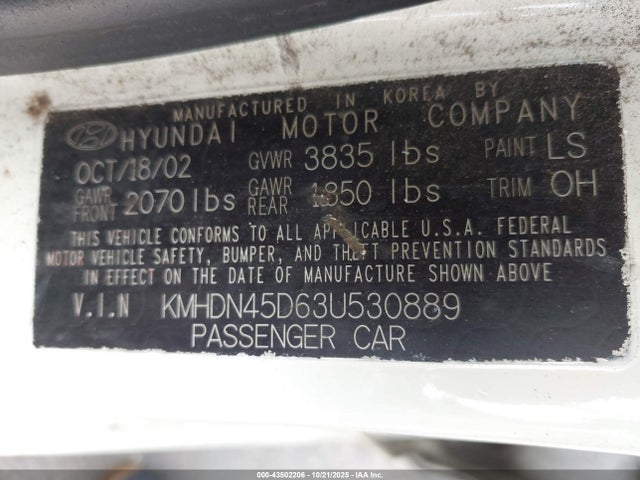 MANUFACTURED IN KOREA BY
HYUNDAI MOTOR COMPANY
OCT/18/02 GVWR 3835 lbs PAINT LS
GAWR FRONT 2070 lbs GAWR REAR 1850 lbs TRIM OH
THIS VEHICLE CONFORMS TO ALL APPLICABLE U.S.A. FEDERAL
MOTOR VEHICLE SAFETY, BUMPER, AND THEFT PREVENTION STANDARDS
IN EFFECT ON THE DATE OF MANUFACTURE SHOWN ABOVE
V.I.N KMHDN45D63U530889
PASSENGER CAR
000-43502206 | 10/21/2025 | IAAI.COM